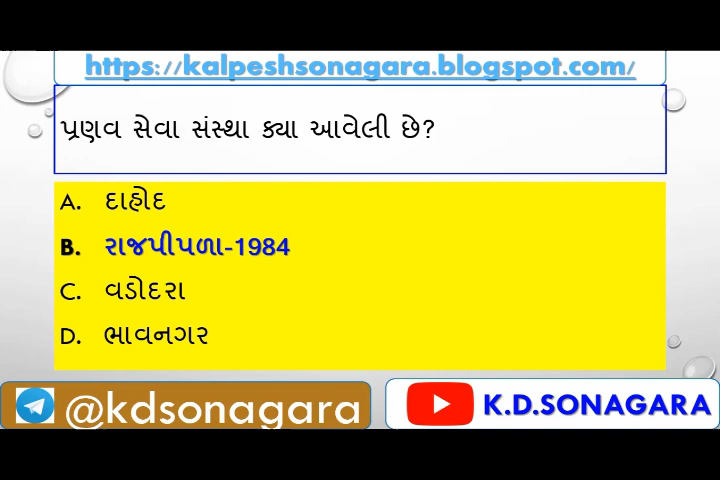 https://kalpeshsonagara.blogspot.com/
પ્રણવ સેવા સંસ્થા ક્યા આવેલી છે?
A. દાહોદ
B. રાજપીપળા-1984
C. વડોદરા
D. ભાવનગર
@kdsonagara
K.D.SONAGARA